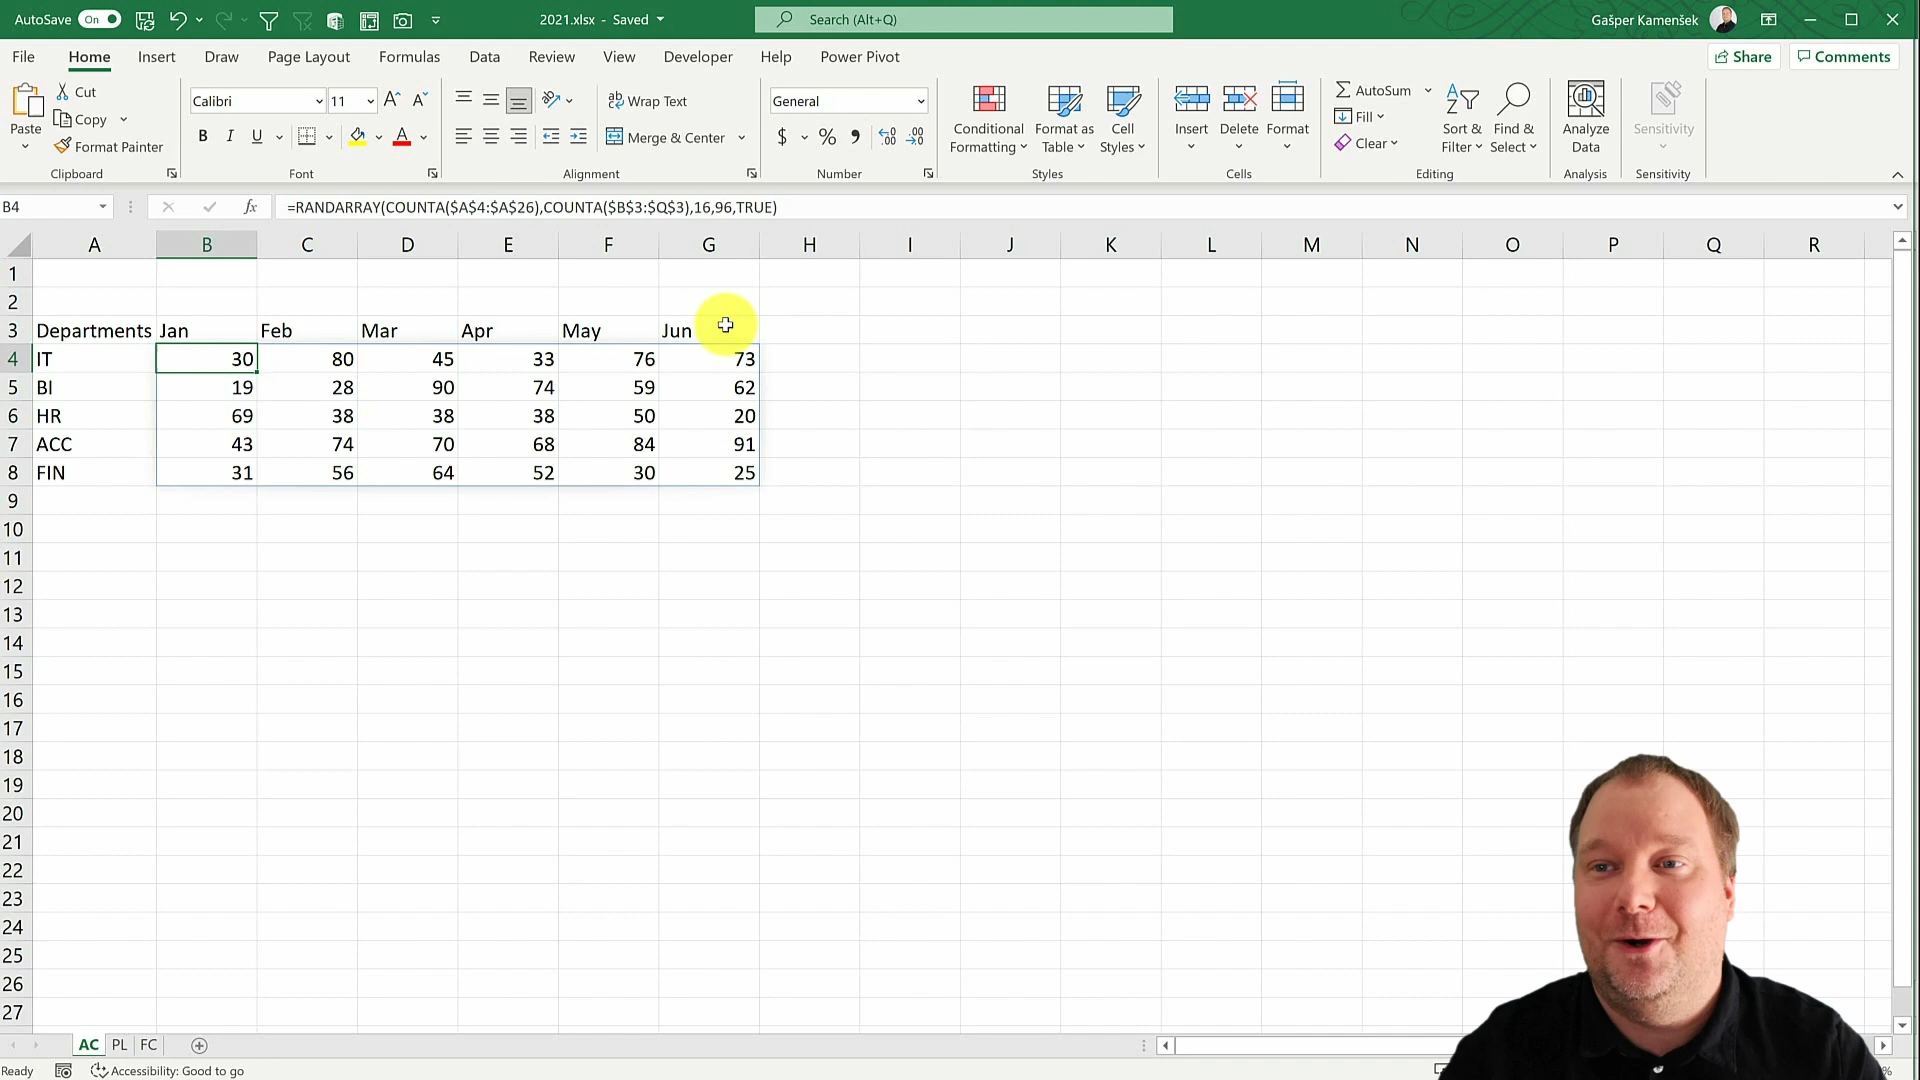 AutoSave On 2021.xlsx - Saved Search (Alt+Q) Gašper Kamenšek
File Home Insert Draw Page Layout Formulas Data Review View Developer Help Power Pivot Share Comments
Paste Cut Copy Format Painter Clipboard
Calibri 11 B I U A Font
ab Wrap Text Merge & Center Alignment
General $ % Number
Conditional Formatting Format as Table Cell Styles Styles
Insert Delete Format Cells
AutoSum Fill Clear Sort & Filter Find & Select Editing
Analyze Data Analysis
Sensitivity Sensitivity
B4 fx =RANDARRAY(COUNTA($A$4:$A$26),COUNTA($B$3:$Q$3),16,96,TRUE)
A B C D E F G H I J K L M N O P Q R
1
2
3 Departments Jan Feb Mar Apr May Jun
4 IT 30 80 45 33 76 73
5 BI 19 28 90 74 59 62
6 HR 69 38 38 38 50 20
7 ACC 43 74 70 68 84 91
8 FIN 31 56 64 52 30 25
9
10
11
12
13
14
15
16
17
18
19
20
21
22
23
24
25
26
27
AC PL FC
Ready Accessibility: Good to go %